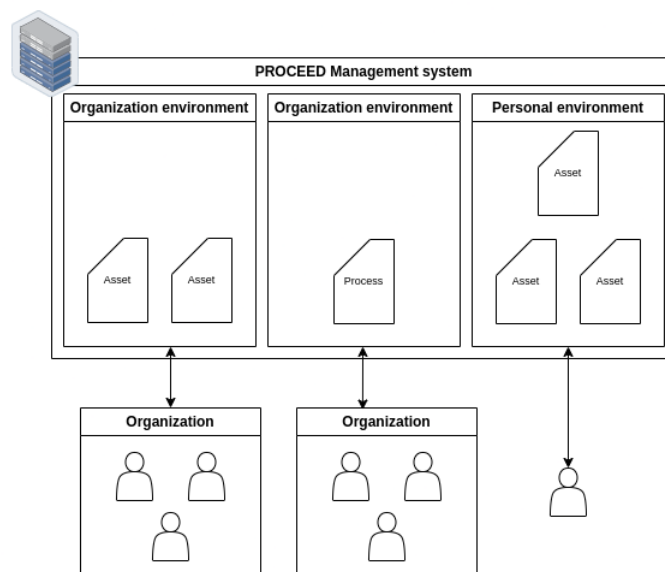 PROCEED Management system
Organization environment
Organization environment
Personal environment
Asset
Asset
Asset
Process
Asset
Asset
Organization
Organization